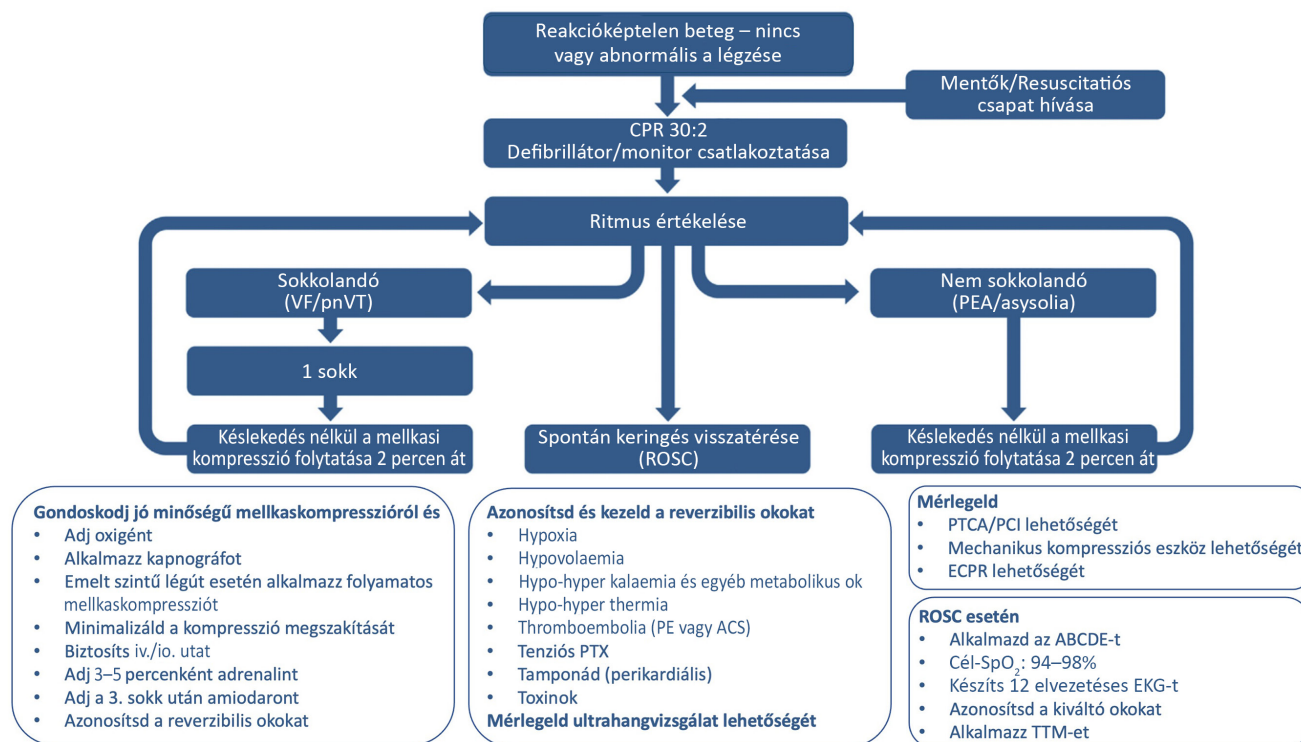 Reakcióképtelen beteg – nincs
vagy abnormális a légzése
Mentők/Resuscitatiós
csapat hívása
CPR 30:2
Defibrillátor/monitor csatlakoztatása
Ritmus értékelése
Sokkolandó
(VF/pnVT)
Nem sokkolandó
(PEA/asysolia)
1 sokk
Késlekedés nélkül a mellkasi
kompresszió folytatása 2 percen át
Spontán keringés visszatérése
(ROSC)
Késlekedés nélkül a mellkasi
kompresszió folytatása 2 percen át
Gondoskodj jó minőségű mellkaskompresszióról és
• Adj oxigént
• Alkalmazz kapnográfot
• Emelt szintű légút esetén alkalmazz folyamatos
mellkaskompressziót
• Minimalizáld a kompresszió megszakítását
• Biztosíts iv./io. utat
• Adj 3–5 percenként adrenalint
• Adj a 3. sokk után amiodaront
• Azonosítsd a reverzibilis okokat
Azonosítsd és kezeld a reverzibilis okokat
• Hypoxia
• Hypovolaemia
• Hypo-hyper kalaemia és egyéb metabolikus ok
• Hypo-hyper thermia
• Thromboembolia (PE vagy ACS)
• Tenziós PTX
• Tamponád (perikardiális)
• Toxinok
Mérlegeld ultrahangvizsgálat lehetőségét
Mérlegeld
• PTCA/PCI lehetőségét
• Mechanikus kompressziós eszköz lehetőségét
• ECPR lehetőségét
ROSC esetén
• Alkalmazd az ABCDE-t
• Cél-SpO₂: 94–98%
• Készíts 12 elvezetéses EKG-t
• Azonosítsd a kiváltó okokat
• Alkalmazz TTM-et